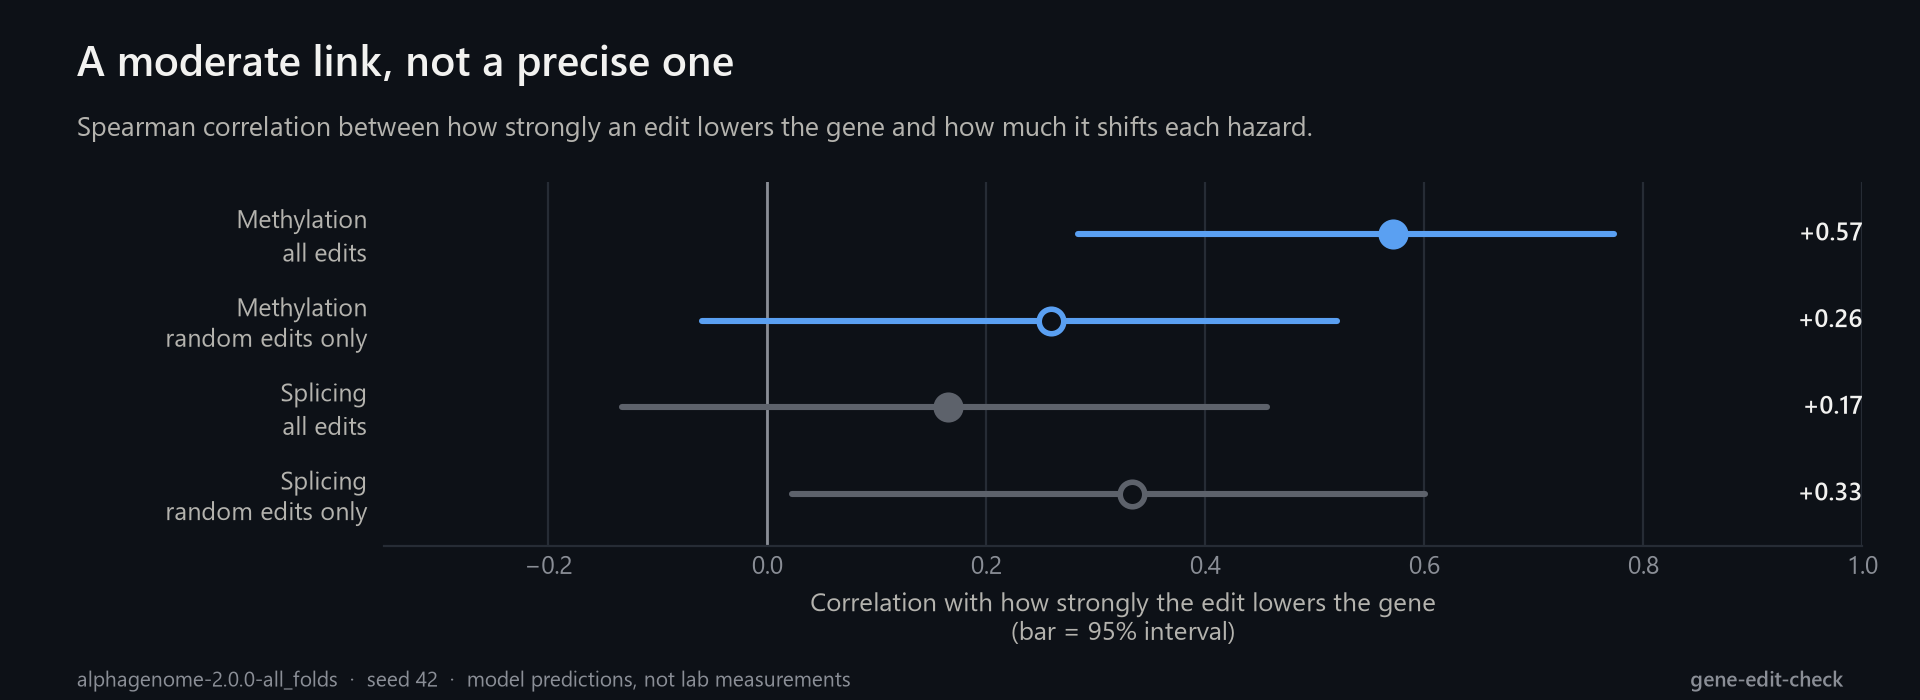 A moderate link, not a precise one
Spearman correlation between how strongly an edit lowers the gene and how much it shifts each hazard.
Methylation
all edits
+0.57
Methylation
random edits only
+0.26
Splicing
all edits
+0.17
Splicing
random edits only
+0.33
−0.2 0.0 0.2 0.4 0.6 0.8 1.0
Correlation with how strongly the edit lowers the gene
(bar = 95% interval)
alphagenome-2.0.0-all_folds · seed 42 · model predictions, not lab measurements
gene-edit-check